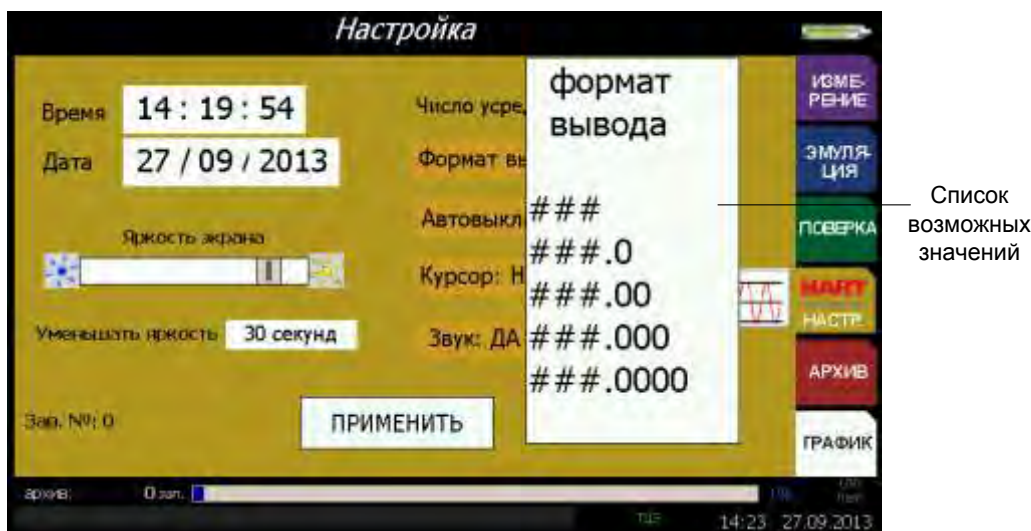 Настройка
Время 14 : 19 : 54
Дата 27 / 09 / 2013
Яркость экрана
Уменьшать яркость 30 секунд
Зав. №: 0
ПРИМЕНИТЬ
Число усре
Формат вы
Автовыкл
Курсор: Н
Звук: ДА
формат
вывода
###
###.0
###.00
###.000
###.0000
ИЗМЕ-
РЕНИЕ
ЭМУЛЯ-
ЦИЯ
ПОВЕРКА
HART
НАСТР.
АРХИВ
ГРАФИК
Список
возможных
значений
архив: 0 зап. 1%
14:23 27.09.2013